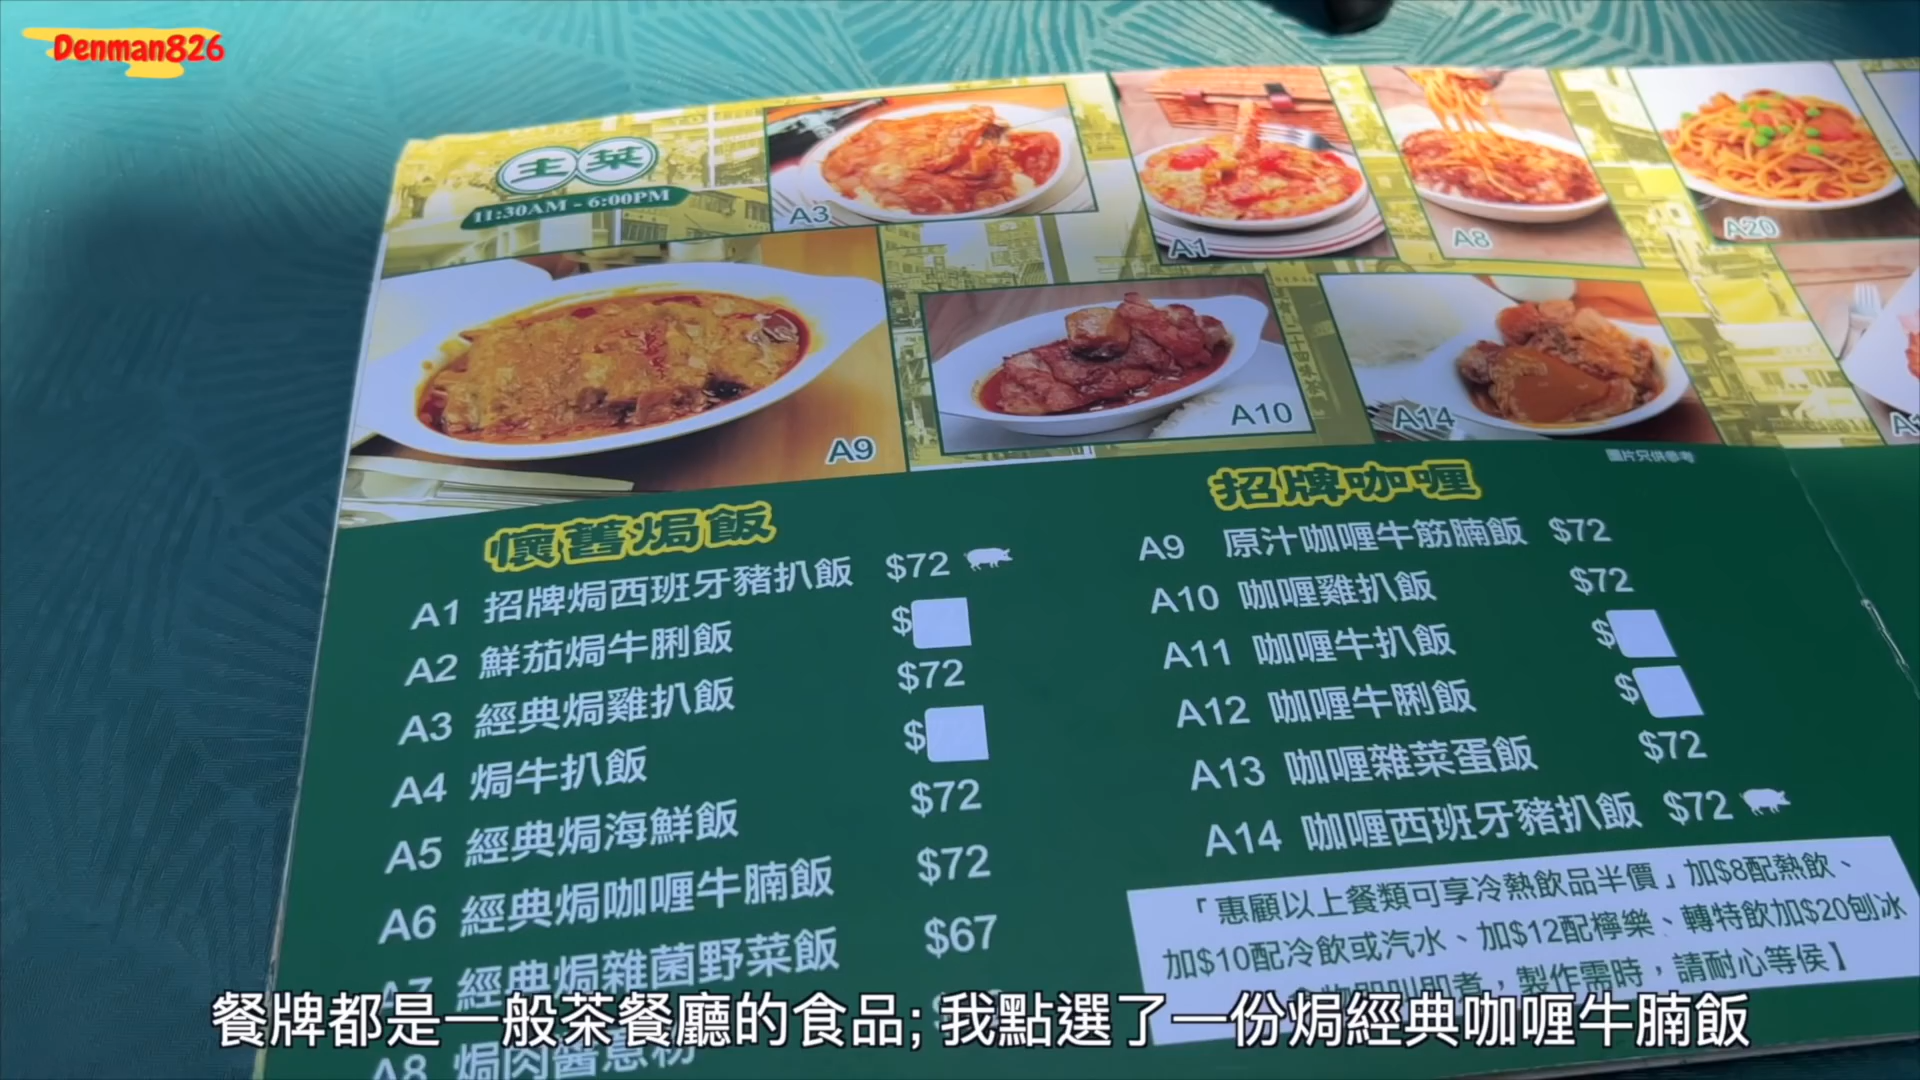 Denman826
主菜
11:30AM - 6:00PM
A3
A1
A8
A20
A9
A10
A14
圖片只供參考
懷舊焗飯
A1 招牌焗西班牙豬扒飯 $72
A2 鮮茄焗牛脷飯 $
A3 經典焗雞扒飯 $72
A4 焗牛扒飯 $
A5 經典焗海鮮飯 $72
A6 經典焗咖喱牛腩飯 $72
A7 經典焗雜菌野菜飯 $67
A8 焗肉醬意粉
招牌咖喱
A9 原汁咖喱牛筋腩飯 $72
A10 咖喱雞扒飯 $72
A11 咖喱牛扒飯 $
A12 咖喱牛脷飯 $
A13 咖喱雜菜蛋飯 $72
A14 咖喱西班牙豬扒飯 $72
「惠顧以上餐類可享冷熱飲品半價」加$8配熱飲、
加$10配冷飲或汽水、加$12配檸樂、轉特飲加$20刨冰
製作需時，請耐心等侯】
餐牌都是一般茶餐廳的食品; 我點選了一份焗經典咖喱牛腩飯